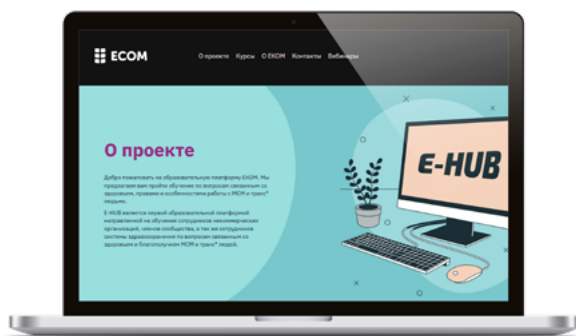 ECOM
О проекте Курсы О ЕКОМ Контакты Вебинары
О проекте
E-HUB
Добро пожаловать на образовательную платформу ЕКОМ. Мы
предлагаем вам пройти обучение по вопросам связанным со
здоровьем, правами и особенностями работы с МСМ и транс*
людьми.
E-HUB является первой образовательной платформой
направленной на обучение сотрудников некоммерческих
организаций, членов сообщества, а так же сотрудников
системы здравоохранения по вопросам связанным со
здоровьем и благополучием МСМ и транс* людей.